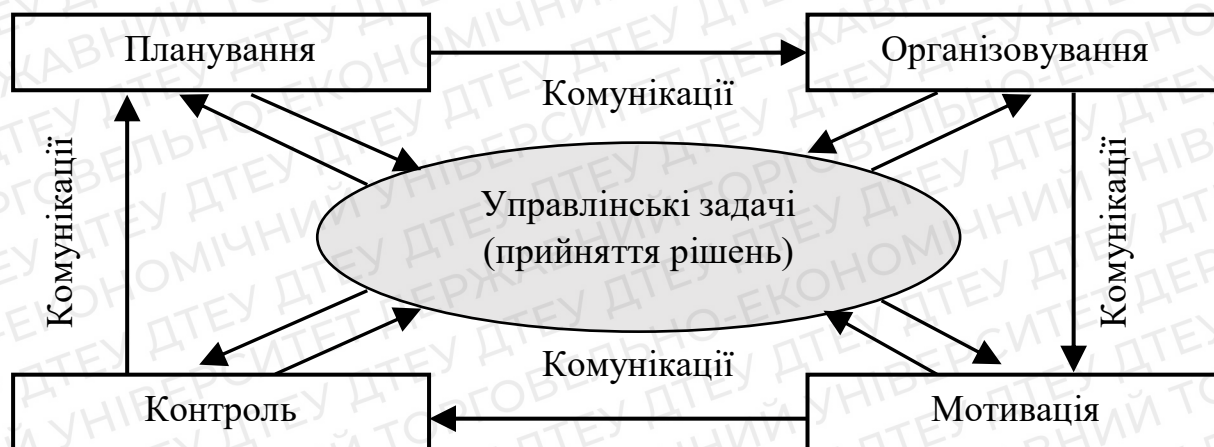 Планування
Організовування
Комунікації
Комунікації
Комунікації
Управлінські задачі
(прийняття рішень)
Комунікації
Контроль
Мотивація